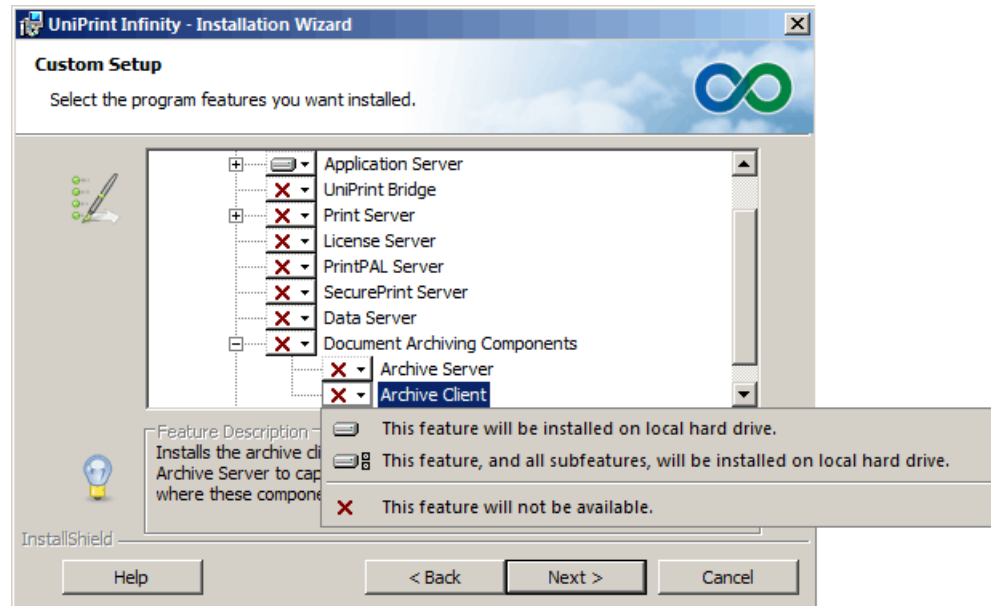 UniPrint Infinity - Installation Wizard
Custom Setup
Select the program features you want installed.
Application Server
UniPrint Bridge
Print Server
License Server
PrintPAL Server
SecurePrint Server
Data Server
Document Archiving Components
Archive Server
Archive Client
Feature Description
Installs the archive
Archive Server to
where these
This feature will be installed on local hard drive.
This feature, and all subfeatures, will be installed on local hard drive.
This feature will not be available.
InstallShield
Help
< Back
Next >
Cancel